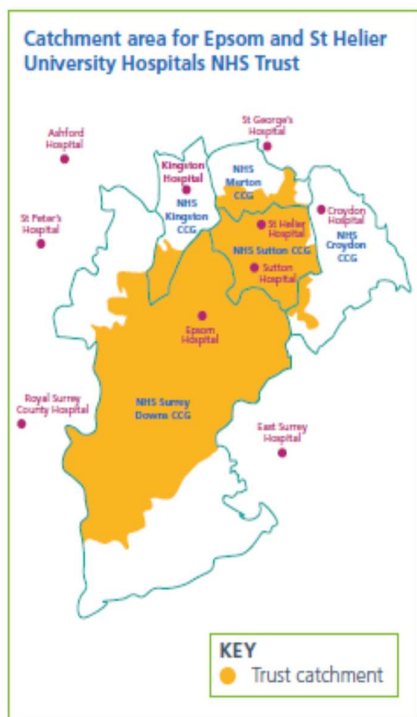 Catchment area for Epsom and St Helier
University Hospitals NHS Trust
St George's
Hospital
Ashford
Hospital
Kingston
Hospital
NHS
Merton
CCG
St Peter's
Hospital
NHS
Kingston
CCG
St Helier
Hospital
Croydon
Hospital
NHS
Croydon
CCG
NHS Sutton CCG
Sutton
Hospital
Epsom
Hospital
Royal Surrey
County Hospital
NHS Surrey
Downs CCG
East Surrey
Hospital
KEY
Trust catchment